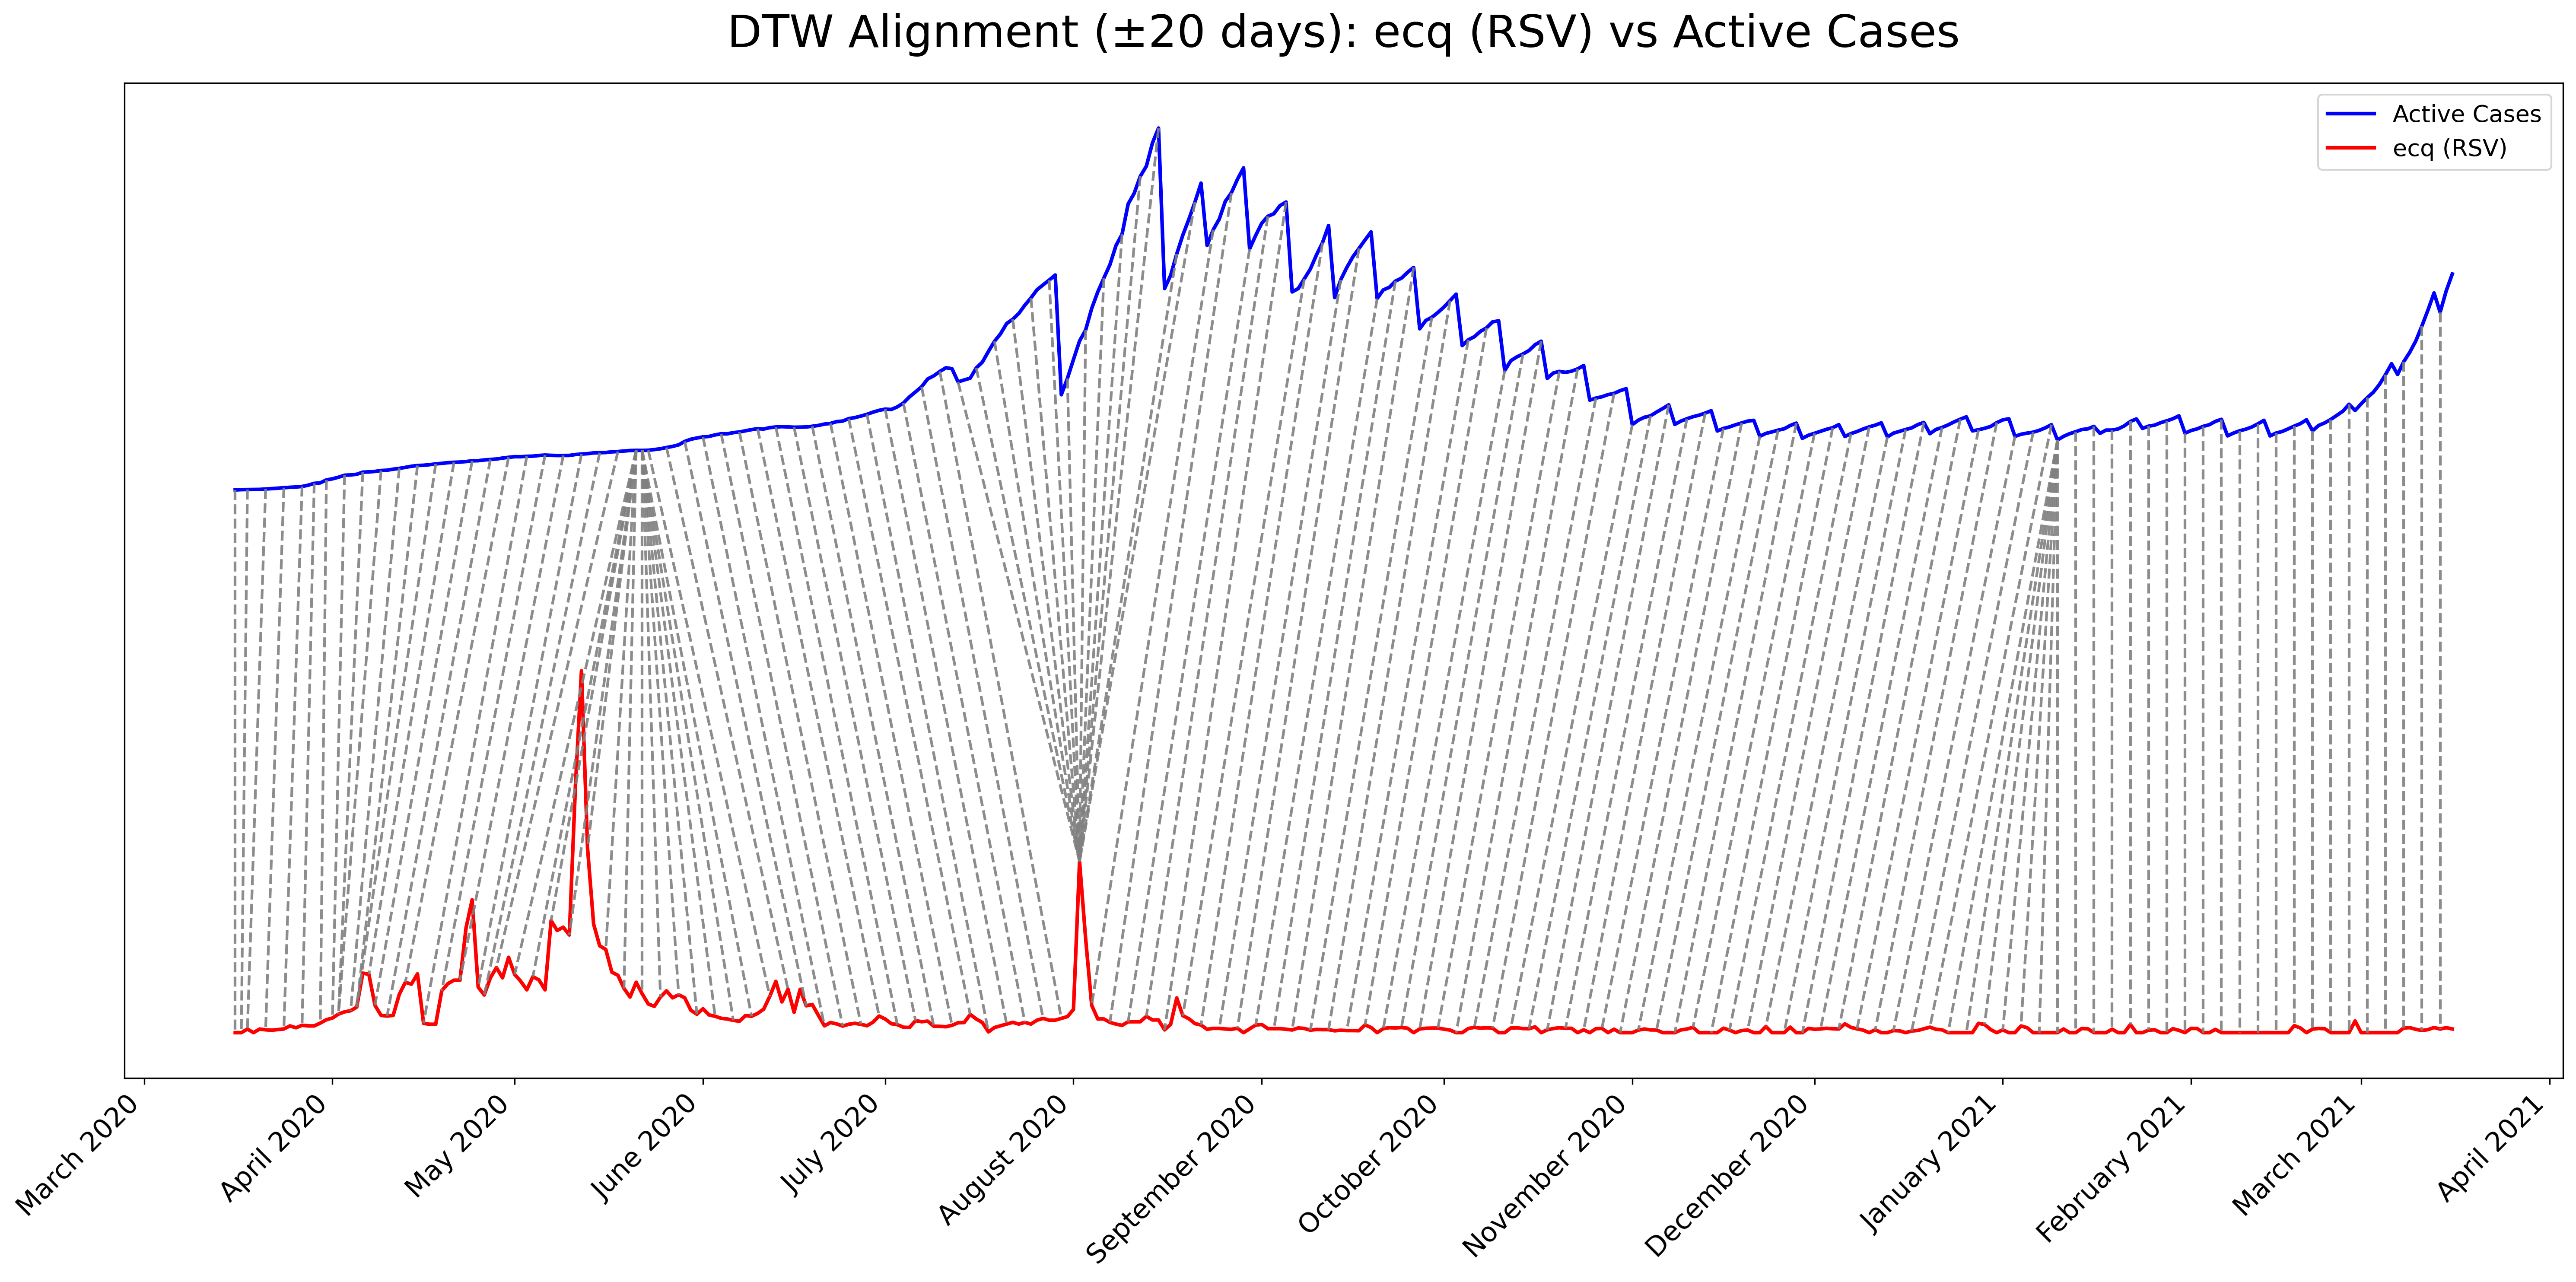 DTW Alignment (±20 days): ecq (RSV) vs Active Cases
Active Cases
ecq (RSV)
March 2020
April 2020
May 2020
June 2020
July 2020
August 2020
September 2020
October 2020
November 2020
December 2020
January 2021
February 2021
March 2021
April 2021